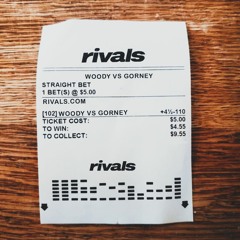 rivals
WOODY VS GORNEY
STRAIGHT BET
1 BET(S) @ $5.00
RIVALS.COM
[102] WOODY VS GORNEY +4½-110
TICKET COST: $5.00
TO WIN: $4.55
TO COLLECT: $9.55
rivals